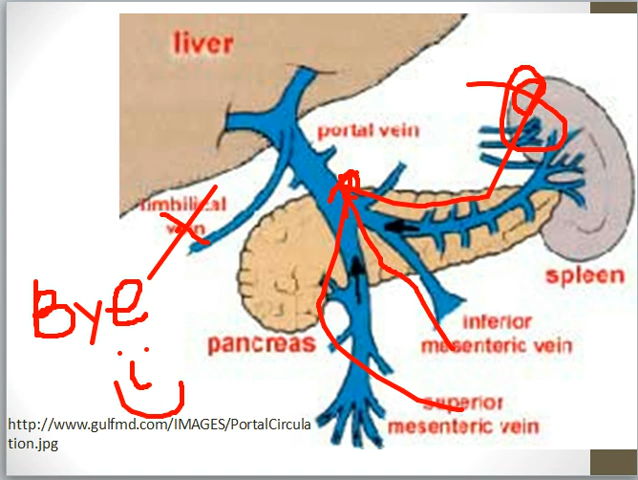 liver
portal vein
umbilical
vein
spleen
Bye
pancreas
inferior
mesenteric vein
superior
mesenteric vein
http://www.gulfmd.com/IMAGES/PortalCircula
tion.jpg